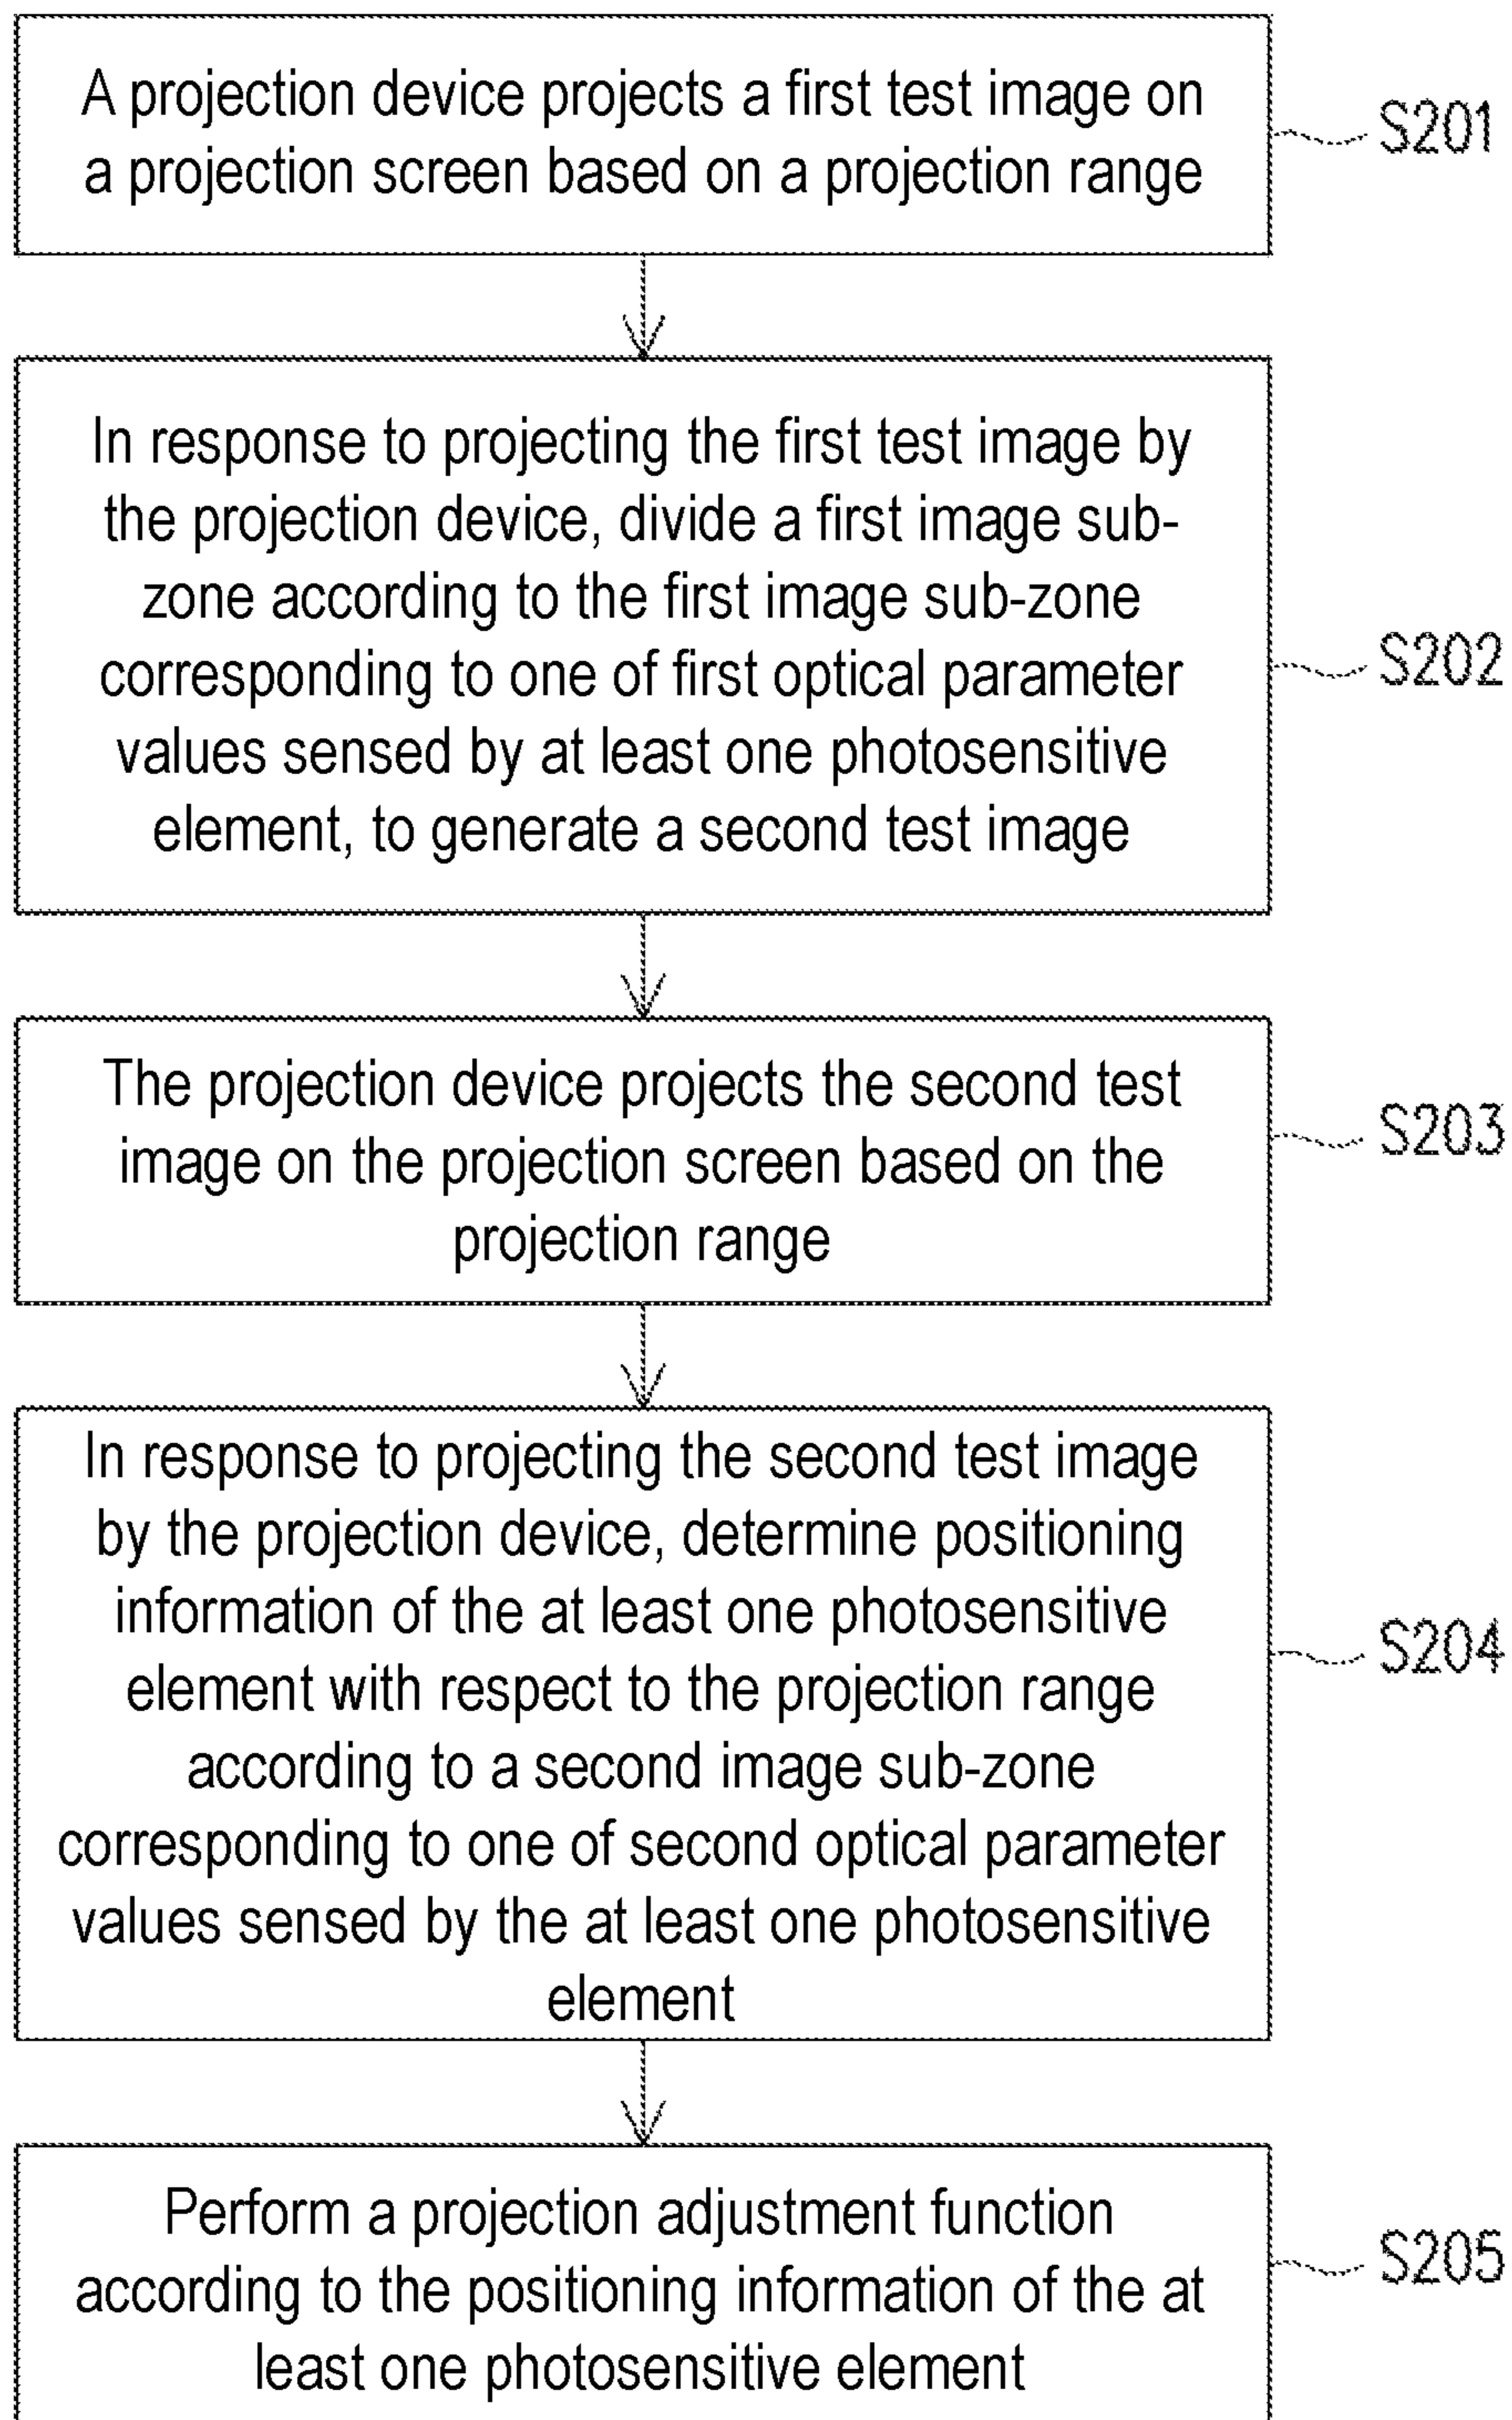 A projection device projects a first test image on
a projection screen based on a projection range
S201
In response to projecting the first test image by
the projection device, divide a first image sub-
zone according to the first image sub-zone
corresponding to one of first optical parameter
values sensed by at least one photosensitive
element, to generate a second test image
S202
The projection device projects the second test
image on the projection screen based on the
projection range
S203
In response to projecting the second test image
by the projection device, determine positioning
information of the at least one photosensitive
element with respect to the projection range
according to a second image sub-zone
corresponding to one of second optical parameter
values sensed by the at least one photosensitive
element
S204
Perform a projection adjustment function
according to the positioning information of the at
least one photosensitive element
S205